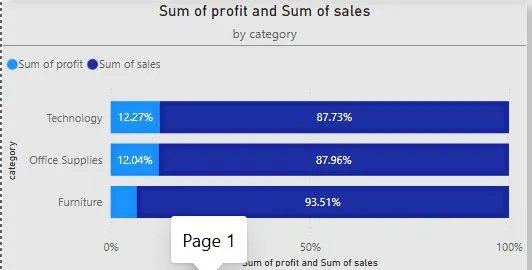 Sum of profit and Sum of sales
by category
Sum of profit Sum of sales
category
Technology 12.27% 87.73%
Office Supplies 12.04% 87.96%
Furniture 93.51%
0% 50% 100%
Page 1
Sum of profit and Sum of sales